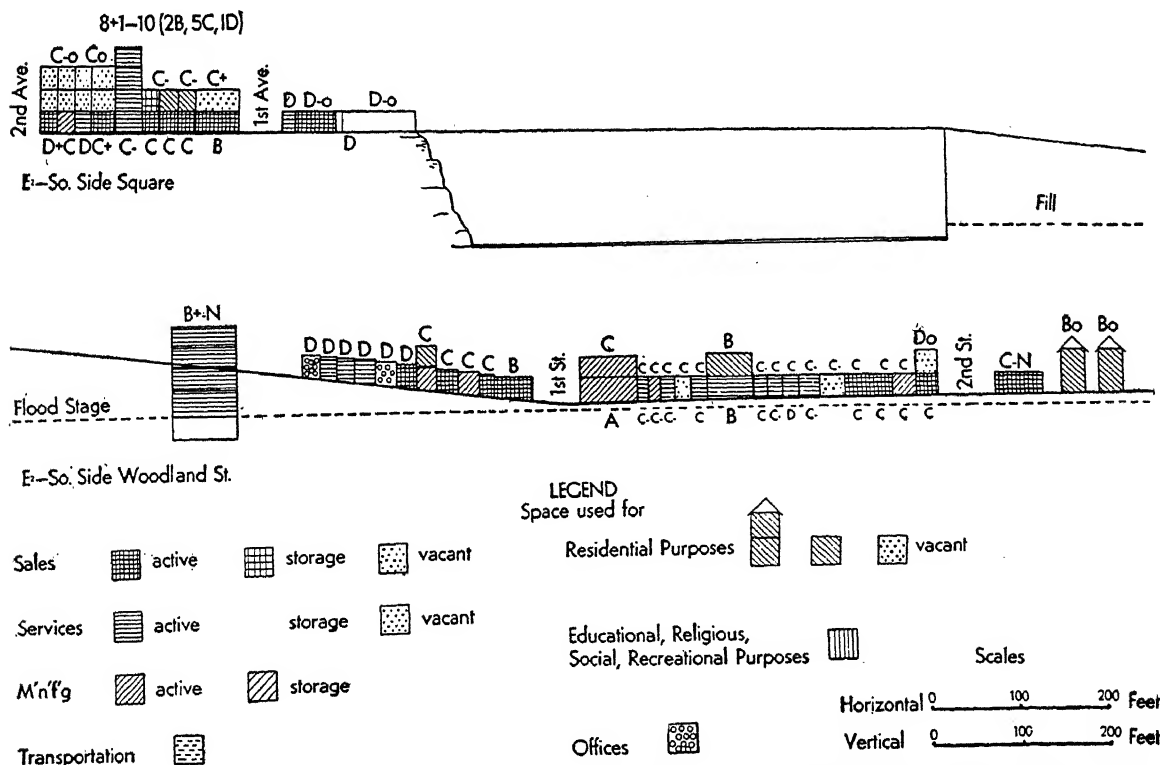 8+1–10 (2B, 5C, 1D)
C-o Co C- C- C+
2nd Ave.
1st Ave.
D D-o D-o
D+C D C+ C- C C C B
D
E²–So. Side Square
Fill
B+-N
D D D D D D C C C C B
1st St.
C C- C C C C B C- C C C C- C- C C C Do
2nd St.
C-N
Bo Bo
Flood Stage
A C- C- C- C B C C- D C- C C C C
E²–So. Side Woodland St.
LEGEND
Space used for
Sales active storage vacant
Residential Purposes vacant
Services active storage vacant
Educational, Religious,
Social, Recreational Purposes
M'n'f'g active storage
Transportation
Offices
Scales
Horizontal 0 100 200 Feet
Vertical 0 100 200 Feet